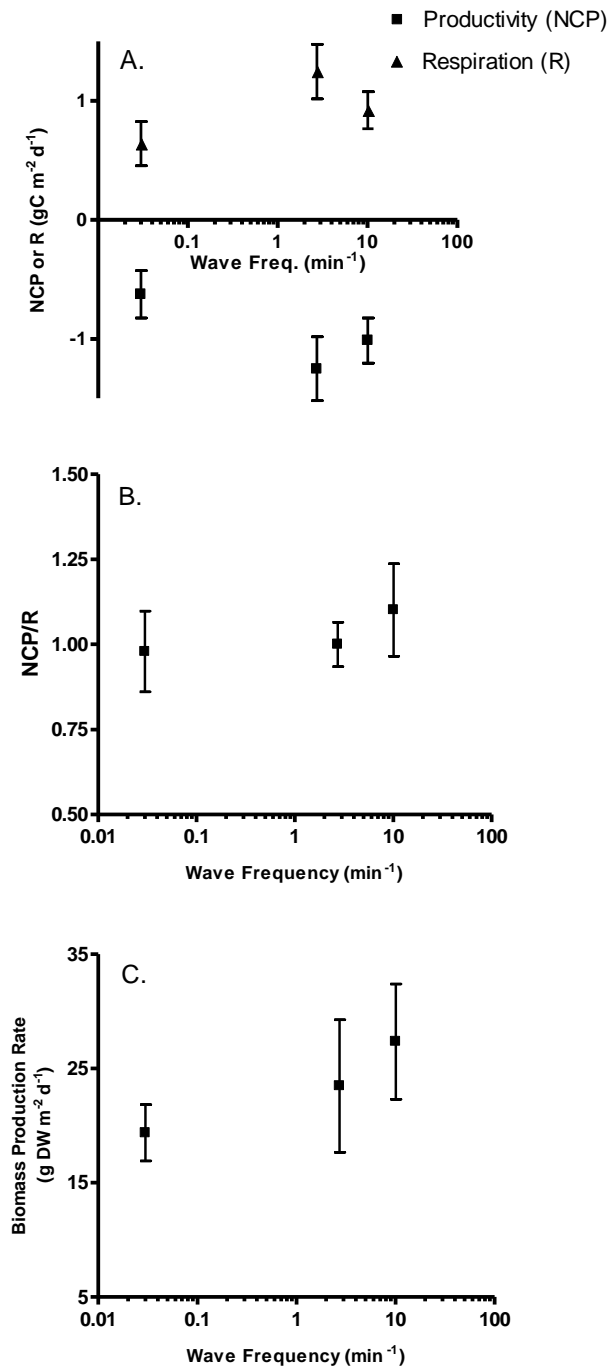 Productivity (NCP)
Respiration (R)
A.
NCP or R (gC m⁻² d⁻¹)
1
0
-1
0.1 1 10 100
Wave Freq. (min⁻¹)
B.
NCP/R
1.50
1.25
1.00
0.75
0.50
0.01 0.1 1 10 100
Wave Frequency (min⁻¹)
C.
Biomass Production Rate
(g DW m⁻² d⁻¹)
35
25
15
5
0.01 0.1 1 10 100
Wave Frequency (min⁻¹)